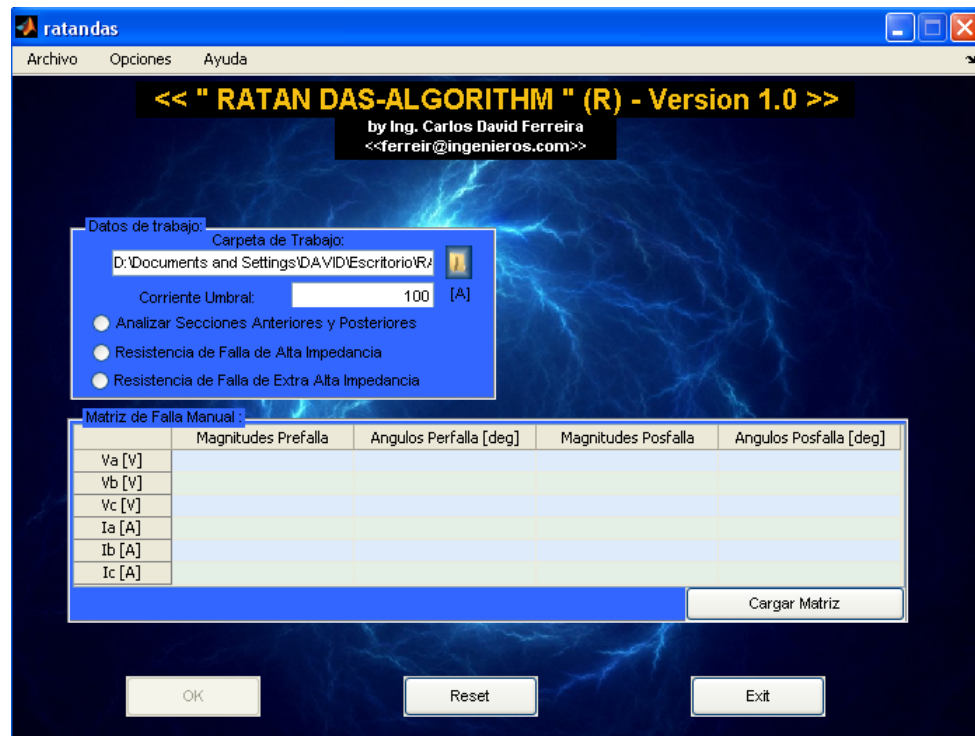 ratandas
Archivo Opciones Ayuda
<< " RATAN DAS-ALGORITHM " (R) - Version 1.0 >>
by Ing. Carlos David Ferreira
<<ferreir@ingenieros.com>>
Datos de trabajo:
Carpeta de Trabajo:
D:\Documents and Settings\DAVID\Escritorio\RA
Corriente Umbral: 100 [A]
Analizar Secciones Anteriores y Posteriores
Resistencia de Falla de Alta Impedancia
Resistencia de Falla de Extra Alta Impedancia
Matriz de Falla Manual :
Magnitudes Prefalla Angulos Perfalla [deg] Magnitudes Posfalla Angulos Posfalla [deg]
Va [V]
Vb [V]
Vc [V]
Ia [A]
Ib [A]
Ic [A]
Cargar Matriz
OK Reset Exit